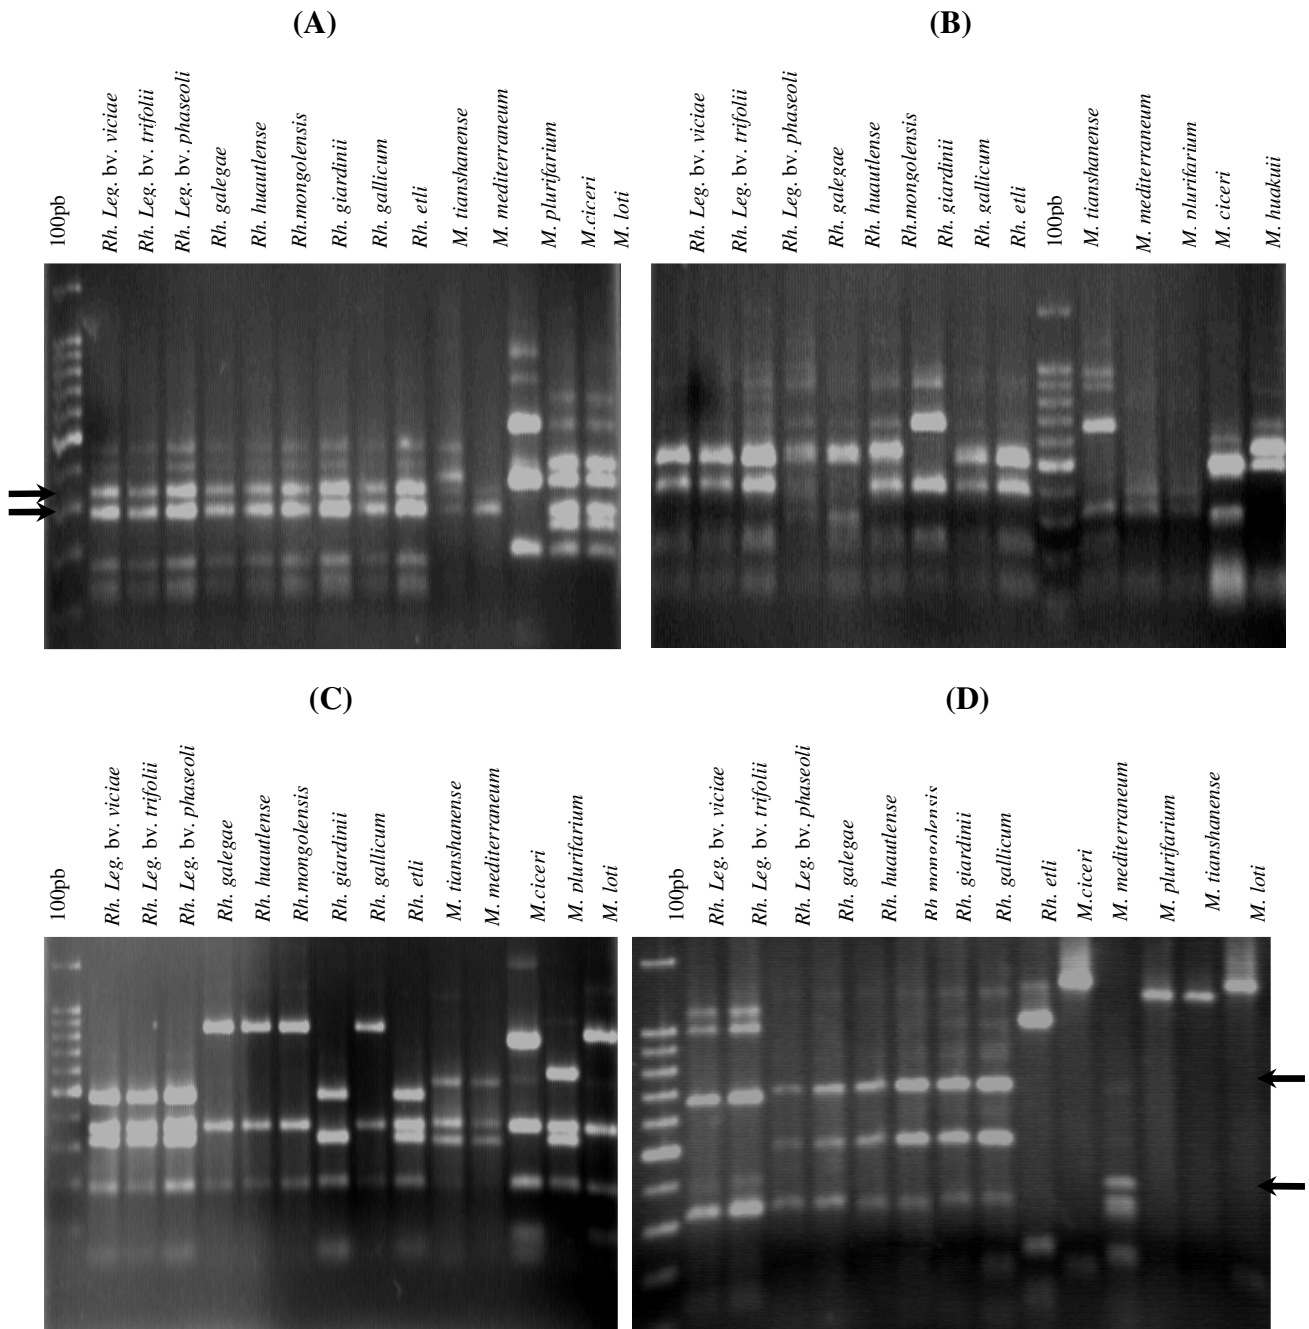 (A)
100pb
Rh. Leg. bv. viciae
Rh. Leg. bv. trifolii
Rh. Leg. bv. phaseoli
Rh. galegae
Rh. huautlense
Rh.mongolensis
Rh. giardinii
Rh. gallicum
Rh. etli
M. tianshanense
M. mediterraneum
M. plurifarium
M.ciceri
M. loti
(B)
Rh. Leg. bv. viciae
Rh. Leg. bv. trifolii
Rh. Leg. bv. phaseoli
Rh. galegae
Rh. huautlense
Rh.mongolensis
Rh. giardinii
Rh. gallicum
Rh. etli
100pb
M. tianshanense
M. mediterraneum
M. plurifarium
M. ciceri
M. huakuii
(C)
100pb
Rh. Leg. bv. viciae
Rh. Leg. bv. trifolii
Rh. Leg. bv. phaseoli
Rh. galegae
Rh. huautlense
Rh.mongolensis
Rh. giardinii
Rh. gallicum
Rh. etli
M. tianshanense
M. mediterraneum
M.ciceri
M. plurifarium
M. loti
(D)
100pb
Rh. Leg. bv. viciae
Rh. Leg. bv. trifolii
Rh. Leg. bv. phaseoli
Rh. galegae
Rh. huautlense
Rh mongolensis
Rh. giardinii
Rh. gallicum
Rh. etli
M.ciceri
M. mediterraneum
M. plurifarium
M. tianshanense
M. loti